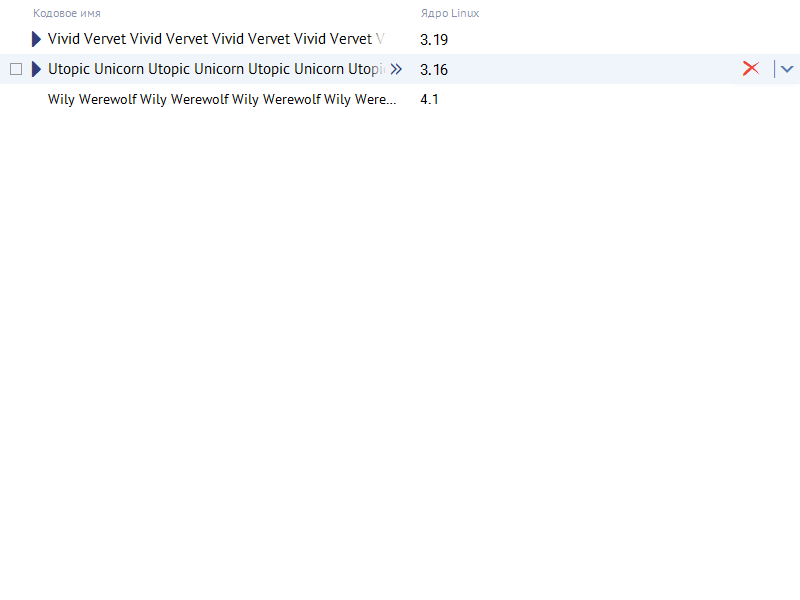 Кодовое имя Ядро Linux
Vivid Vervet Vivid Vervet Vivid Vervet Vivid Vervet V 3.19
Utopic Unicorn Utopic Unicorn Utopic Unicorn Utopi 3.16
Wily Werewolf Wily Werewolf Wily Werewolf Wily Were... 4.1